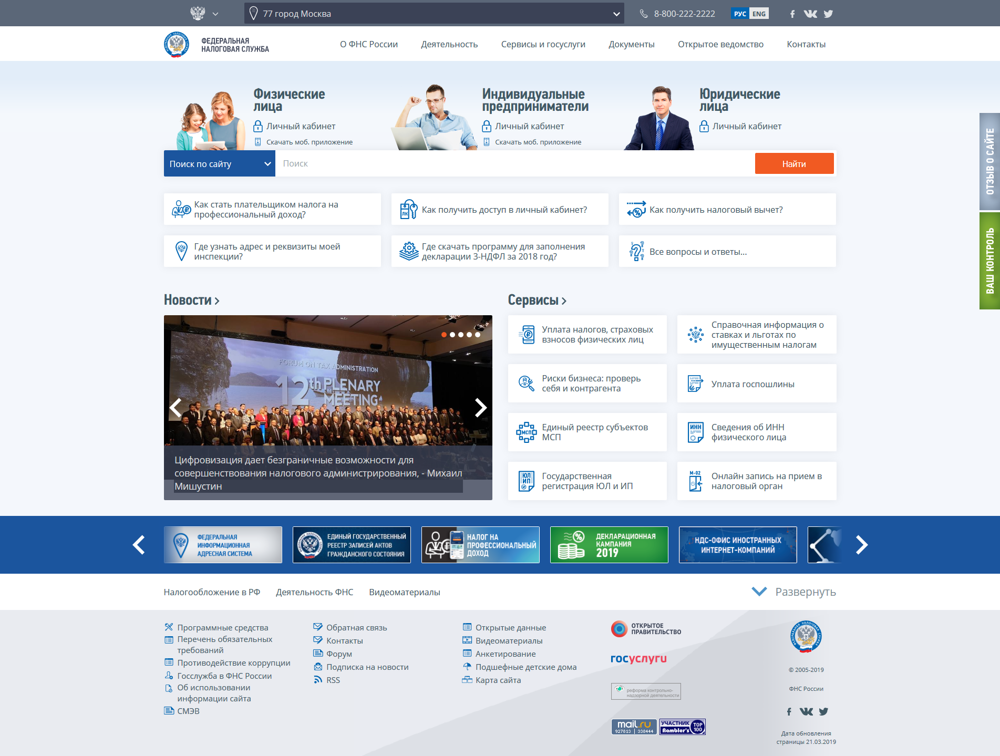 77 город Москва
8-800-222-2222
РУС ENG
ФЕДЕРАЛЬНАЯ
НАЛОГОВАЯ СЛУЖБА
О ФНС России
Деятельность
Сервисы и госуслуги
Документы
Открытое ведомство
Контакты
Физические
лица
Личный кабинет
Скачать моб. приложение
Индивидуальные
предприниматели
Личный кабинет
Скачать моб. приложение
Юридические
лица
Личный кабинет
ОТЗЫВ О САЙТЕ
ВАШ КОНТРОЛЬ
Поиск по сайту
Поиск
Найти
Как стать плательщиком налога на
профессиональный доход?
ЛК
Как получить доступ в личный кабинет?
Как получить налоговый вычет?
Где узнать адрес и реквизиты моей
инспекции?
Где скачать программу для заполнения
декларации 3-НДФЛ за 2018 год?
Все вопросы и ответы...
Новости
FORUM ON TAX ADMINISTRATION
12th PLENARY
MEETING
Цифровизация дает безграничные возможности для
совершенствования налогового администрирования, - Михаил
Мишустин
Сервисы
Уплата налогов, страховых
взносов физических лиц
Справочная информация о
ставках и льготах по
имущественным налогам
Риски бизнеса: проверь
себя и контрагента
Уплата госпошлины
МСП
Единый реестр субъектов
МСП
ИНН
Сведения об ИНН
физического лица
ЮЛ
ИП
Государственная
регистрация ЮЛ и ИП
М-02
Онлайн запись на прием в
налоговый орган
ФЕДЕРАЛЬНАЯ
ИНФОРМАЦИОННАЯ
АДРЕСНАЯ СИСТЕМА
ЕДИНЫЙ ГОСУДАРСТВЕННЫЙ
РЕЕСТР ЗАПИСЕЙ АКТОВ
ГРАЖДАНСКОГО СОСТОЯНИЯ
НАЛОГ НА
ПРОФЕССИОНАЛЬНЫЙ
ДОХОД
ДЕКЛАРАЦИОННАЯ
КАМПАНИЯ
2019
НДС-ОФИС ИНОСТРАННЫХ
ИНТЕРНЕТ-КОМПАНИЙ
Налогообложение в РФ
Деятельность ФНС
Видеоматериалы
Развернуть
Программные средства
Перечень обязательных
требований
Противодействие коррупции
Госслужба в ФНС России
Об использовании
информации сайта
СМЭВ
Обратная связь
Контакты
Форум
Подписка на новости
RSS
Открытые данные
Видеоматериалы
Анкетирование
Подшефные детские дома
Карта сайта
ОТКРЫТОЕ
ПРАВИТЕЛЬСТВО
госуслуги
реформа контрольно-
надзорной деятельности
mail.ru
927813 | 338444
УЧАСТНИК
Rambler's
TOP
100
ФЕДЕРАЛЬНАЯ НАЛОГОВАЯ СЛУЖБА
© 2005-2019
ФНС России
Дата обновления
страницы 21.03.2019